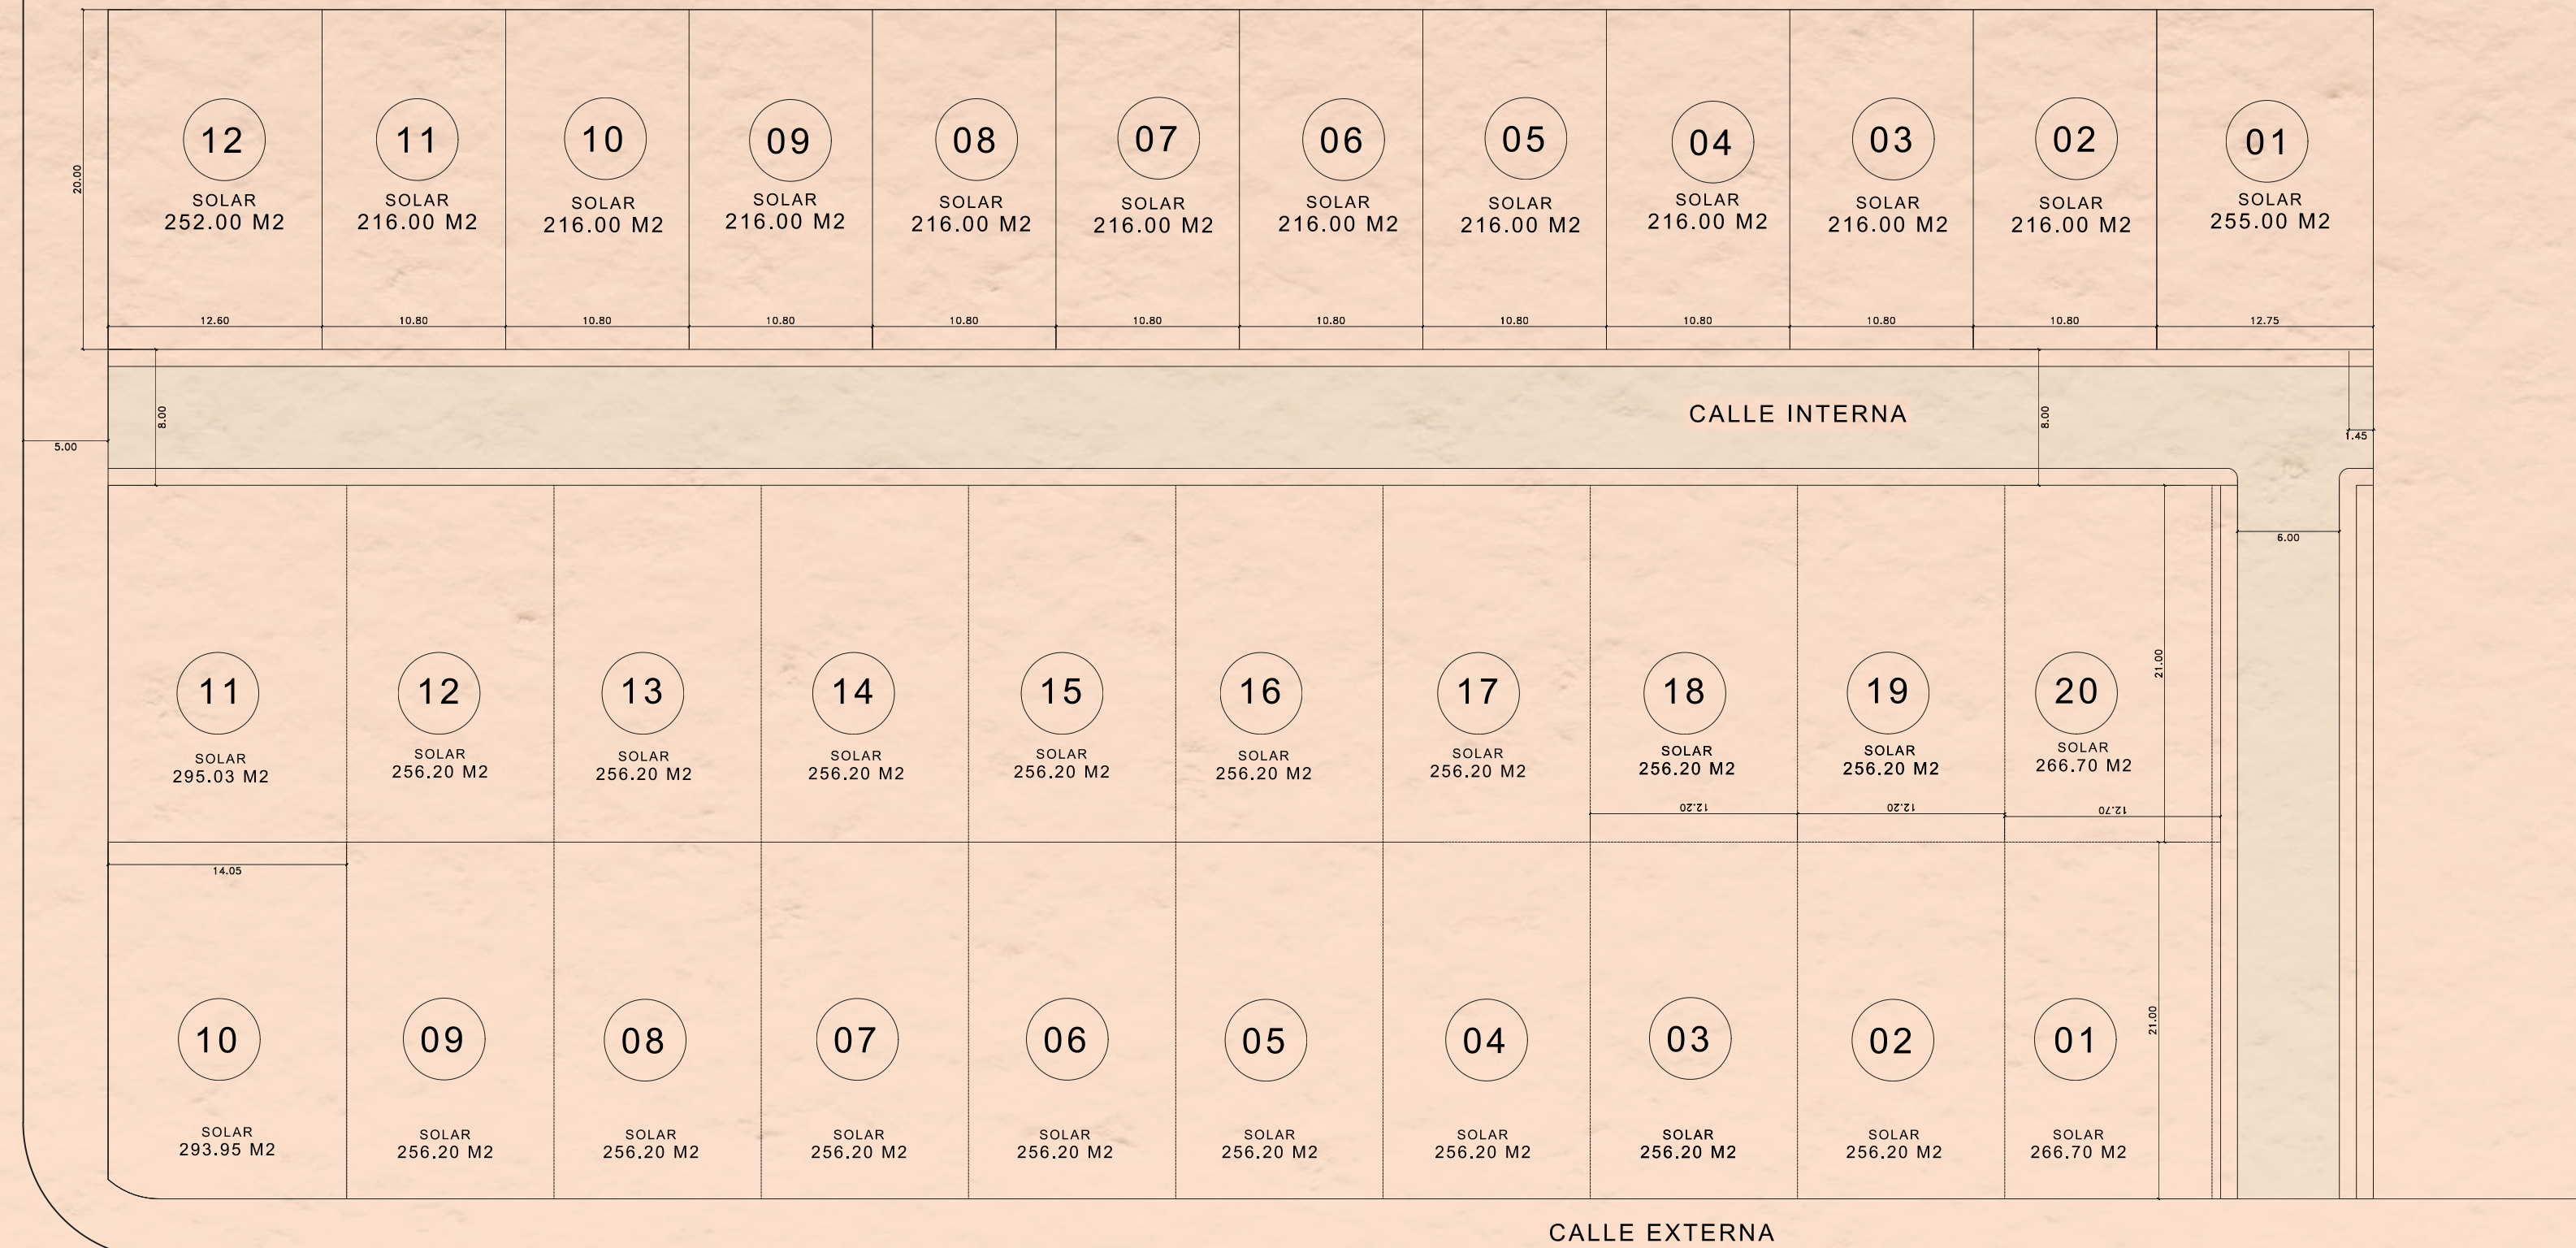 12
SOLAR
252.00 M2
11
SOLAR
216.00 M2
10
SOLAR
216.00 M2
09
SOLAR
216.00 M2
08
SOLAR
216.00 M2
07
SOLAR
216.00 M2
06
SOLAR
216.00 M2
05
SOLAR
216.00 M2
04
SOLAR
216.00 M2
03
SOLAR
216.00 M2
02
SOLAR
216.00 M2
01
SOLAR
255.00 M2
20.00
12.60
10.80
10.80
10.80
10.80
10.80
10.80
10.80
10.80
10.80
10.80
12.75
8.00
5.00
CALLE INTERNA
8.00
1.45
6.00
11
SOLAR
295.03 M2
12
SOLAR
256.20 M2
13
SOLAR
256.20 M2
14
SOLAR
256.20 M2
15
SOLAR
256.20 M2
16
SOLAR
256.20 M2
17
SOLAR
256.20 M2
18
SOLAR
256.20 M2
19
SOLAR
256.20 M2
20
SOLAR
266.70 M2
21.00
12.20
12.20
12.70
14.05
10
SOLAR
293.95 M2
09
SOLAR
256.20 M2
08
SOLAR
256.20 M2
07
SOLAR
256.20 M2
06
SOLAR
256.20 M2
05
SOLAR
256.20 M2
04
SOLAR
256.20 M2
03
SOLAR
256.20 M2
02
SOLAR
256.20 M2
01
SOLAR
266.70 M2
21.00
CALLE EXTERNA